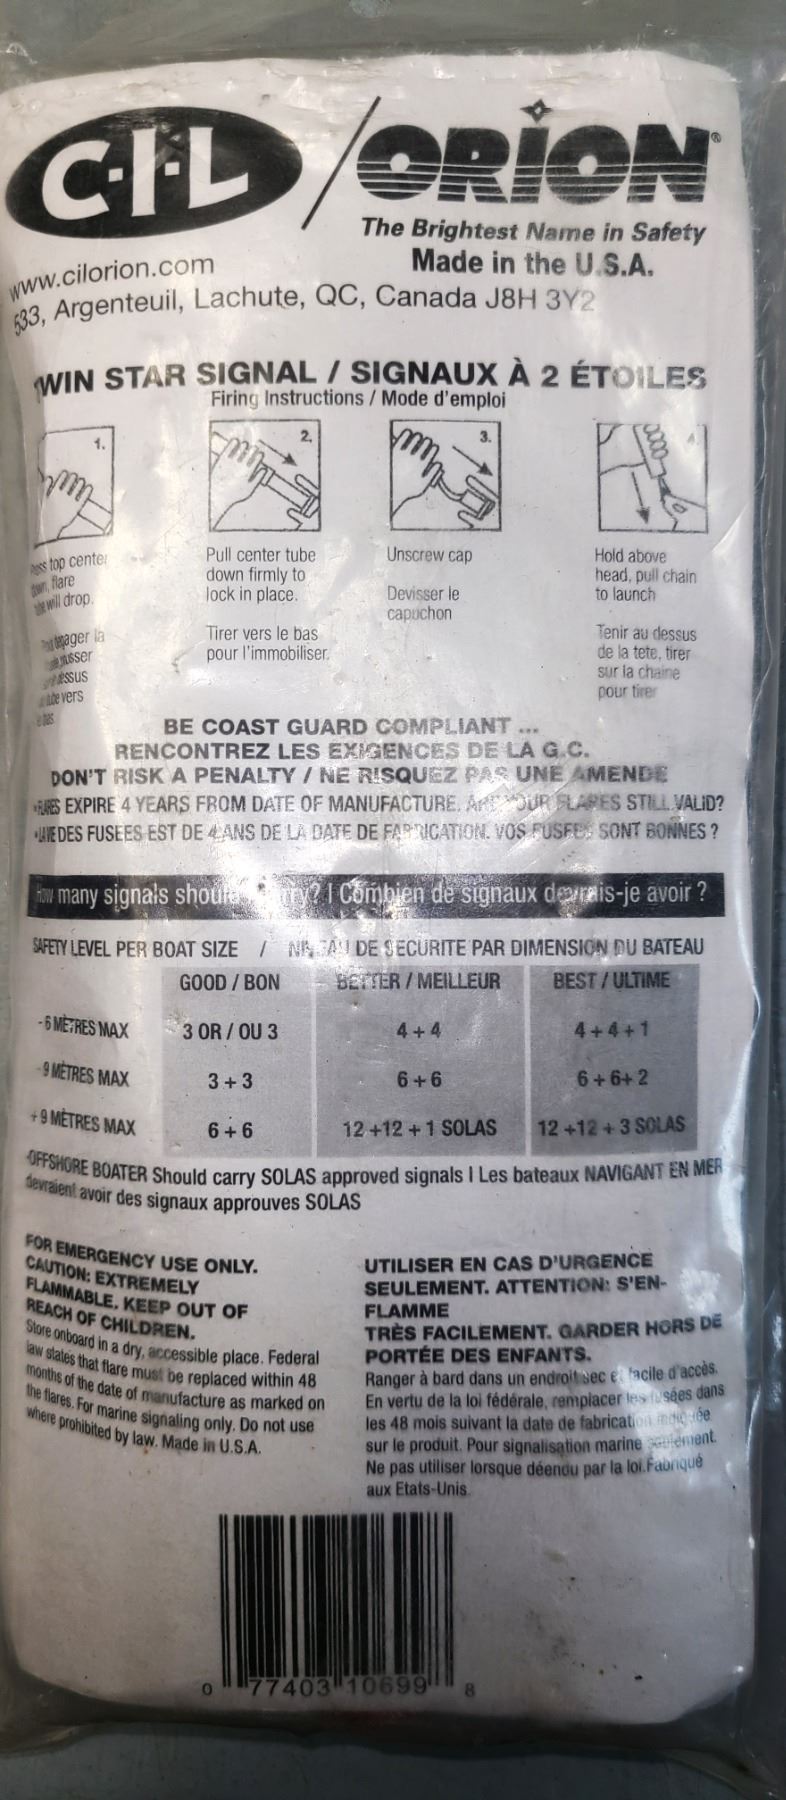 C-I-L / ORION®
The Brightest Name in Safety
Made in the U.S.A.
www.cilorion.com
533, Argenteuil, Lachute, QC, Canada J8H 3Y2
TWIN STAR SIGNAL / SIGNAUX À 2 ÉTOILES
Firing Instructions / Mode d'emploi
1.
2.
3.
4.
Press top center
down, flare
tube will drop.
Pull center tube
down firmly to
lock in place.
Unscrew cap
Hold above
head, pull chain
to launch
la
dessus
vers
Tirer vers le bas
pour l'immobiliser.
Devisser le
capuchon
Tenir au dessus
de la tete, tirer
sur la chaine
pour tirer
BE COAST GUARD COMPLIANT ...
RENCONTREZ LES EXIGENCES DE LA G.C.
DON'T RISK A PENALTY / NE RISQUEZ PAS UNE AMENDE
•FLARES EXPIRE 4 YEARS FROM DATE OF MANUFACTURE. ARE YOUR FLARES STILL VALID?
•LA VIE DES FUSEES EST DE 4 ANS DE LA DATE DE FABRICATION. VOS FUSEES SONT BONNES ?
How many signals should carry? I Combien de signaux devrais-je avoir ?
SAFETY LEVEL PER BOAT SIZE / NIVEAU DE SECURITE PAR DIMENSION DU BATEAU
GOOD / BON BETTER / MEILLEUR BEST / ULTIME
- 6 MÈTRES MAX 3 OR / OU 3 4 + 4 4 + 4 + 1
- 9 MÈTRES MAX 3 + 3 6 + 6 6 + 6+ 2
+ 9 MÈTRES MAX 6 + 6 12 +12 + 1 SOLAS 12 +12 + 3 SOLAS
-OFFSHORE BOATER Should carry SOLAS approved signals I Les bateaux NAVIGANT EN MER
devraient avoir des signaux approuves SOLAS
FOR EMERGENCY USE ONLY.
CAUTION: EXTREMELY
FLAMMABLE. KEEP OUT OF
REACH OF CHILDREN.
Store onboard in a dry, accessible place. Federal
law states that flare must be replaced within 48
months of the date of manufacture as marked on
the flares. For marine signaling only. Do not use
where prohibited by law. Made in U.S.A.
UTILISER EN CAS D'URGENCE
SEULEMENT. ATTENTION: S'EN-
FLAMME
TRÈS FACILEMENT. GARDER HORS DE
PORTÉE DES ENFANTS.
Ranger à bard dans un endroit sec et facile d'accès.
En vertu de la loi fédérale, remplacer les fusées dans
les 48 mois suivant la date de fabrication indiquée
sur le produit. Pour signalisation marine seulement.
Ne pas utiliser lorsque déendu par la loi.Fabriqué
aux Etats-Unis
0 77403 10699 8